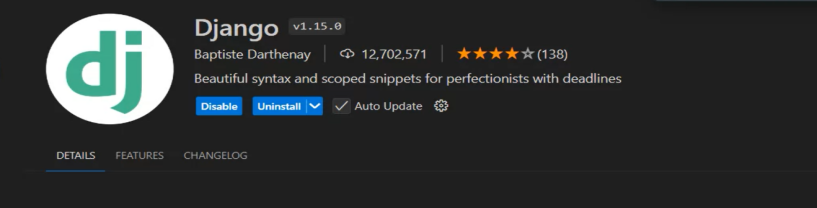 dj
Django v1.15.0
Baptiste Darthenay 12,702,571 (138)
Beautiful syntax and scoped snippets for perfectionists with deadlines
Disable Uninstall Auto Update
DETAILS FEATURES CHANGELOG